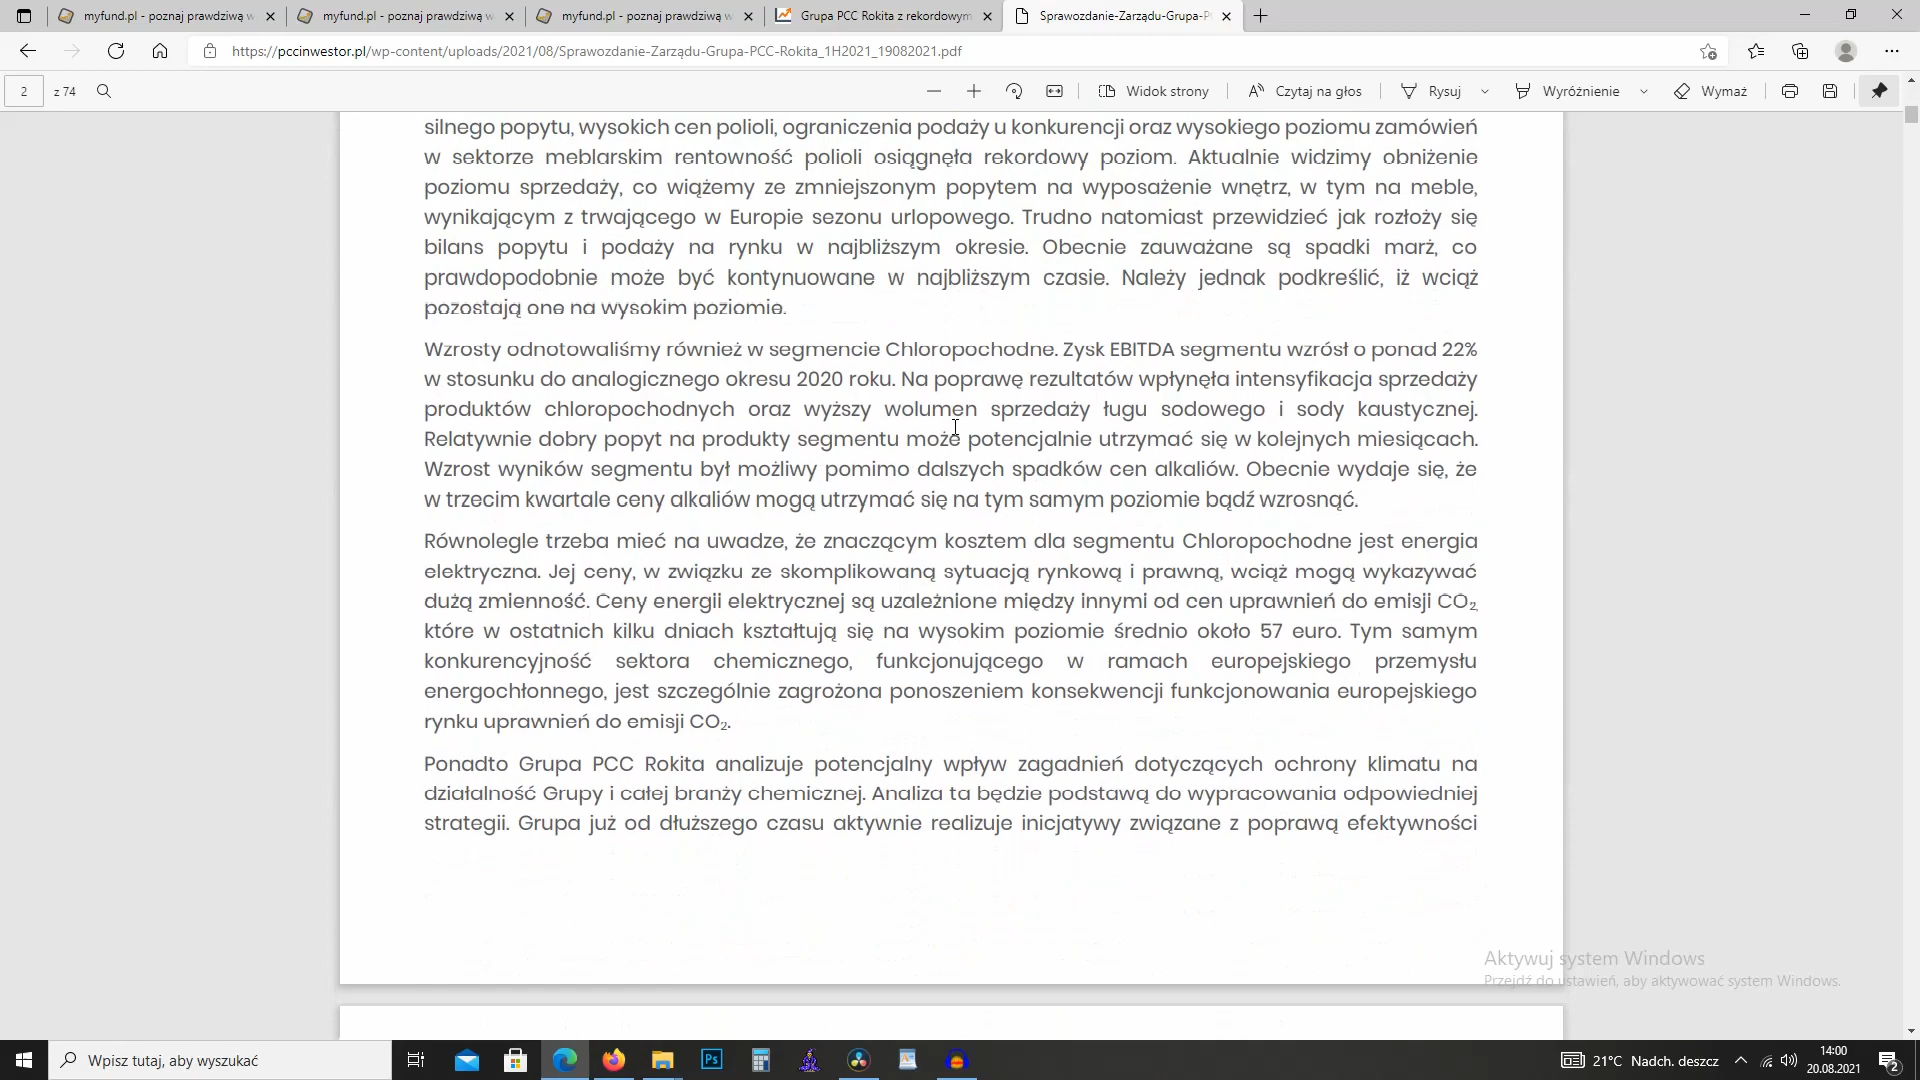 myfund.pl - poznaj prawdziwą w
myfund.pl - poznaj prawdziwą w
myfund.pl - poznaj prawdziwą w
Grupa PCC Rokita z rekordowym
Sprawozdanie-Zarządu-Grupa-P
https://pccinwestor.pl/wp-content/uploads/2021/08/Sprawozdanie-Zarządu-Grupa-PCC-Rokita_1H2021_19082021.pdf
2 z 74 Widok strony Czytaj na głos Rysuj Wyróżnienie Wymaż
silnego popytu, wysokich cen polioli, ograniczenia podaży u konkurencji oraz wysokiego poziomu zamówień
w sektorze meblarskim rentowność polioli osiągnęła rekordowy poziom. Aktualnie widzimy obniżenie
poziomu sprzedaży, co wiążemy ze zmniejszonym popytem na wyposażenie wnętrz, w tym na meble,
wynikającym z trwającego w Europie sezonu urlopowego. Trudno natomiast przewidzieć jak rozłoży się
bilans popytu i podaży na rynku w najbliższym okresie. Obecnie zauważane są spadki marż, co
prawdopodobnie może być kontynuowane w najbliższym czasie. Należy jednak podkreślić, iż wciąż
pozostają one na wysokim poziomie.
Wzrosty odnotowaliśmy również w segmencie Chloropochodne. Zysk EBITDA segmentu wzrósł o ponad 22%
w stosunku do analogicznego okresu 2020 roku. Na poprawę rezultatów wpłynęła intensyfikacja sprzedaży
produktów chloropochodnych oraz wyższy wolumen sprzedaży ługu sodowego i sody kaustycznej.
Relatywnie dobry popyt na produkty segmentu może potencjalnie utrzymać się w kolejnych miesiącach.
Wzrost wyników segmentu był możliwy pomimo dalszych spadków cen alkaliów. Obecnie wydaje się, że
w trzecim kwartale ceny alkaliów mogą utrzymać się na tym samym poziomie bądź wzrosnąć.
Równolegle trzeba mieć na uwadze, że znaczącym kosztem dla segmentu Chloropochodne jest energia
elektryczna. Jej ceny, w związku ze skomplikowaną sytuacją rynkową i prawną, wciąż mogą wykazywać
dużą zmienność. Ceny energii elektrycznej są uzależnione między innymi od cen uprawnień do emisji CO₂,
które w ostatnich kilku dniach kształtują się na wysokim poziomie średnio około 57 euro. Tym samym
konkurencyjność sektora chemicznego, funkcjonującego w ramach europejskiego przemysłu
energochłonnego, jest szczególnie zagrożona ponoszeniem konsekwencji funkcjonowania europejskiego
rynku uprawnień do emisji CO₂.
Ponadto Grupa PCC Rokita analizuje potencjalny wpływ zagadnień dotyczących ochrony klimatu na
działalność Grupy i całej branży chemicznej. Analiza ta będzie podstawą do wypracowania odpowiedniej
strategii. Grupa już od dłuższego czasu aktywnie realizuje inicjatywy związane z poprawą efektywności
Aktywuj system Windows
Przejdź do ustawień, aby aktywować system Windows.
Wpisz tutaj, aby wyszukać
Ps
21°C Nadch. deszcz
14:00
20.08.2021
2